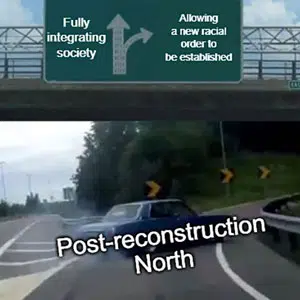 Fully
integrating
society
Allowing
a new racial
order to
be established
Post-reconstruction
North